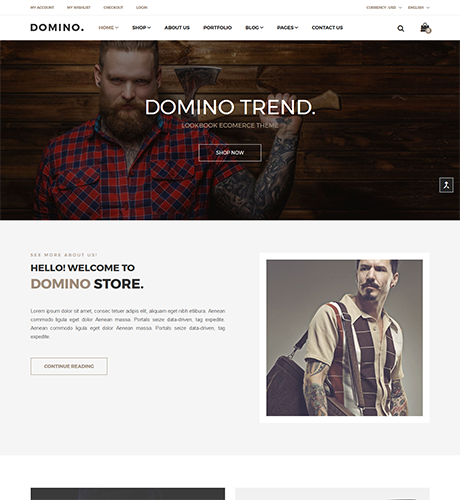 MY ACCOUNT MY WISHLIST CHECKOUT LOGIN CURRENCY: USD ENGLISH
DOMINO. HOME SHOP ABOUT US PORTFOLIO BLOG PAGES CONTACT US
DOMINO TREND.
LOOKBOOK ECOMERCE THEME
SHOP NOW
SEE MORE ABOUT US!
HELLO! WELCOME TO
DOMINO STORE.
Lorem ipsum dolor sit amet, conctetuer tedsc adipis elit, aliquam eget nibh etlibura. Aenean
commodo ligula eget dolor. Aenean massa. Portals seize data-driven, tag expedite.
Aenean commodo ligula eget dolor. Aenean massa. Portals seize data-driven, tag
expedite.
CONTINUE READING